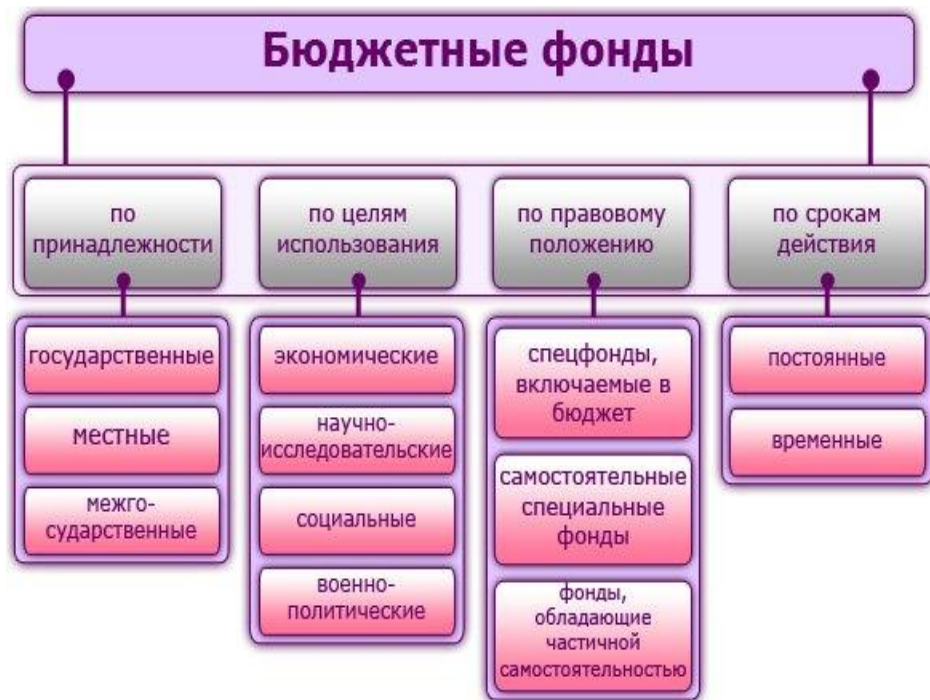 Бюджетные фонды
по
принадлежности
государственные
местные
межго-
сударственные
по целям
использования
экономические
научно-
исследовательские
социальные
военно-
политические
по правовому
положению
спецфонды,
включаемые в
бюджет
самостоятельные
специальные
фонды
фонды,
обладающие
частичной
самостоятельностью
по срокам
действия
постоянные
временные